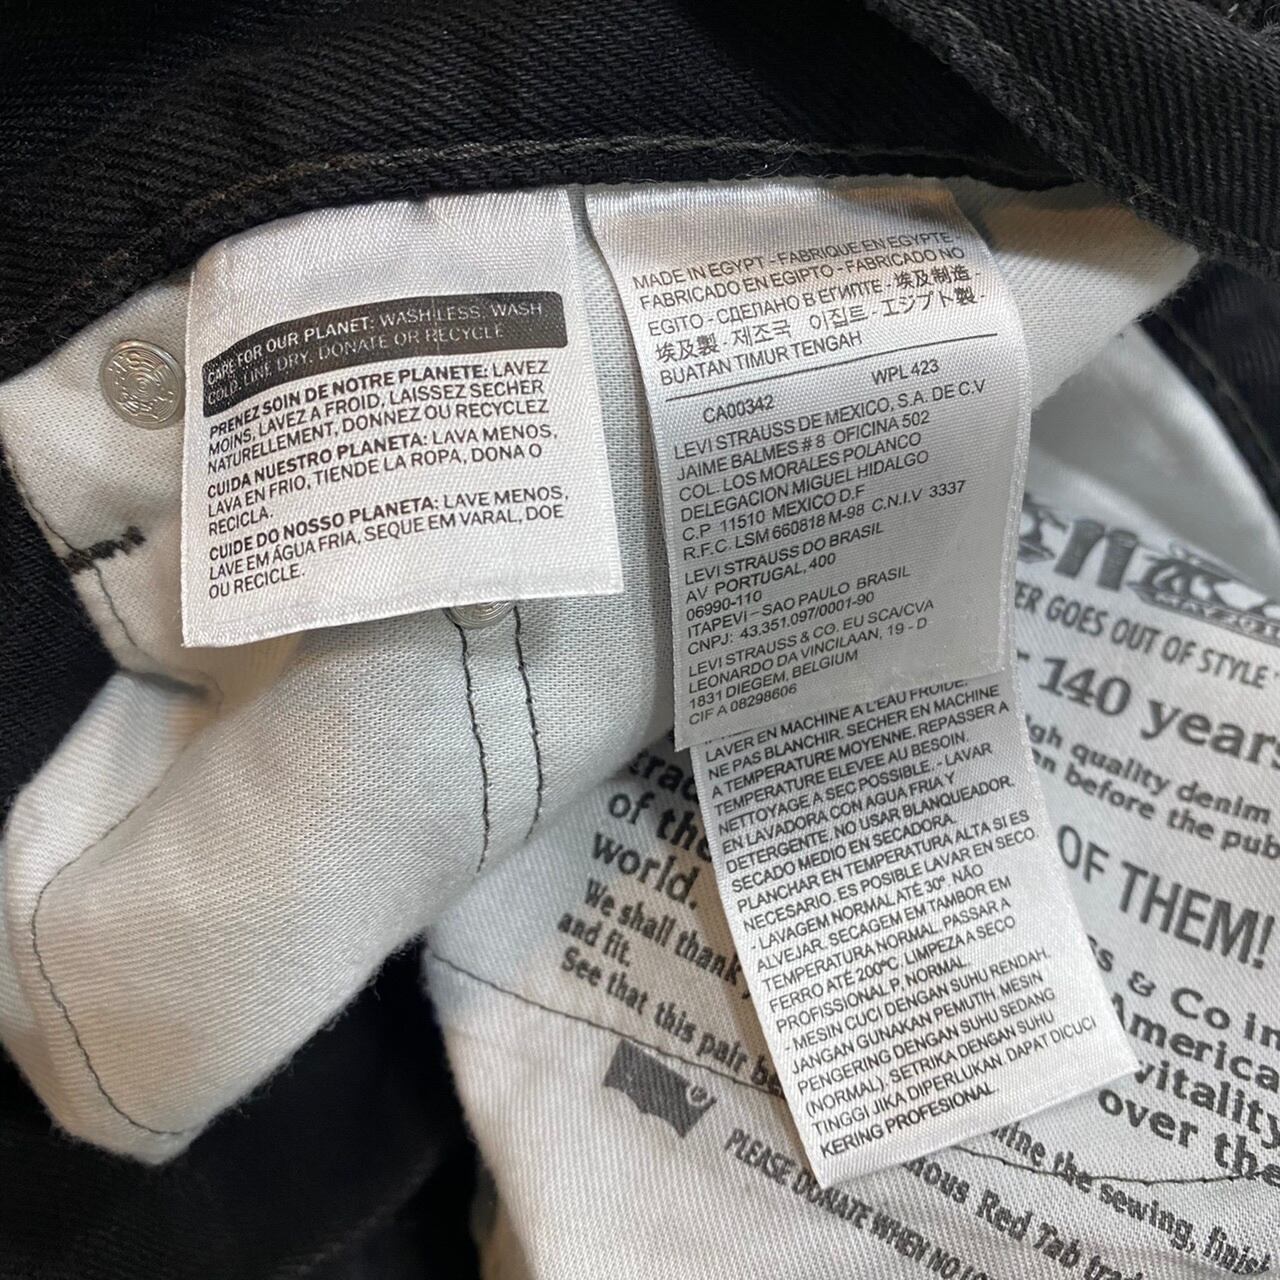 CARE FOR OUR PLANET: WASH LESS, WASH
COLD, LINE DRY, DONATE OR RECYCLE
PRENEZ SOIN DE NOTRE PLANETE: LAVEZ
MOINS, LAVEZ A FROID, LAISSEZ SECHER
NATURELLEMENT, DONNEZ OU RECYCLEZ
CUIDA NUESTRO PLANETA: LAVA MENOS,
LAVA EN FRIO, TIENDE LA ROPA, DONA O
RECICLA.
CUIDE DO NOSSO PLANETA: LAVE MENOS,
LAVE EM ÁGUA FRIA, SEQUE EM VARAL, DOE
OU RECICLE.
MADE IN EGYPT - FABRIQUE EN EGYPTE
FABRICADO EN EGIPTO - FABRICADO NO
EGITO - СДЕЛАНО В ЕГИПТЕ - 埃及制造 -
埃及製 - 제조국 이집트 - エジプト製 -
BUATAN TIMUR TENGAH
WPL 423
CA00342
LEVI STRAUSS DE MEXICO, S.A. DE C.V
JAIME BALMES # 8 OFICINA 502
COL. LOS MORALES POLANCO
DELEGACION MIGUEL HIDALGO
C.P 11510 MEXICO D.F
R.F.C. LSM 660818 M-98 C.N.I.V 3337
LEVI STRAUSS DO BRASIL
AV PORTUGAL, 400
06990-110
ITAPEVI – SAO PAULO BRASIL
CNPJ: 43.351.097/0001-90
LEVI STRAUSS & CO. EU SCA/CVA
LEONARDO DA VINCILAAN, 19 - D
1831 DIEGEM, BELGIUM
CIF A 08298606
LAVER EN MACHINE A L'EAU FROIDE.
NE PAS BLANCHIR. SECHER EN MACHINE
A TEMPERATURE MOYENNE. REPASSER A
TEMPERATURE ELEVEE AU BESOIN.
NETTOYAGE A SEC POSSIBLE. - LAVAR
EN LAVADORA CON AGUA FRIA Y
DETERGENTE. NO USAR BLANQUEADOR.
SECADO MEDIO EN SECADORA.
PLANCHAR EN TEMPERATURA ALTA SI ES
NECESARIO. ES POSIBLE LAVAR EN SECO.
- LAVAGEM NORMAL ATÉ 30°. NÃO
ALVEJAR. SECAGEM EM TAMBOR EM
TEMPERATURA NORMAL. PASSAR A
FERRO ATÉ 200°C. LIMPEZA A SECO
PROFISSIONAL P, NORMAL.
- MESIN CUCI DENGAN SUHU RENDAH.
JANGAN GUNAKAN PEMUTIH. MESIN
PENGERING DENGAN SUHU SEDANG
(NORMAL). SETRIKA DENGAN SUHU
TINGGI JIKA DIPERLUKAN. DAPAT DICUCI
KERING PROFESIONAL.
ER GOES OUT OF STYLE
140 years
high quality denim
before the pub
OF THEM!
& Co in
America
vitality
over the
of the
world.
We shall thank
and fit.
See that this pair be
the sewing, finish
Red Tab
PLEASE DONATE WHEN NO